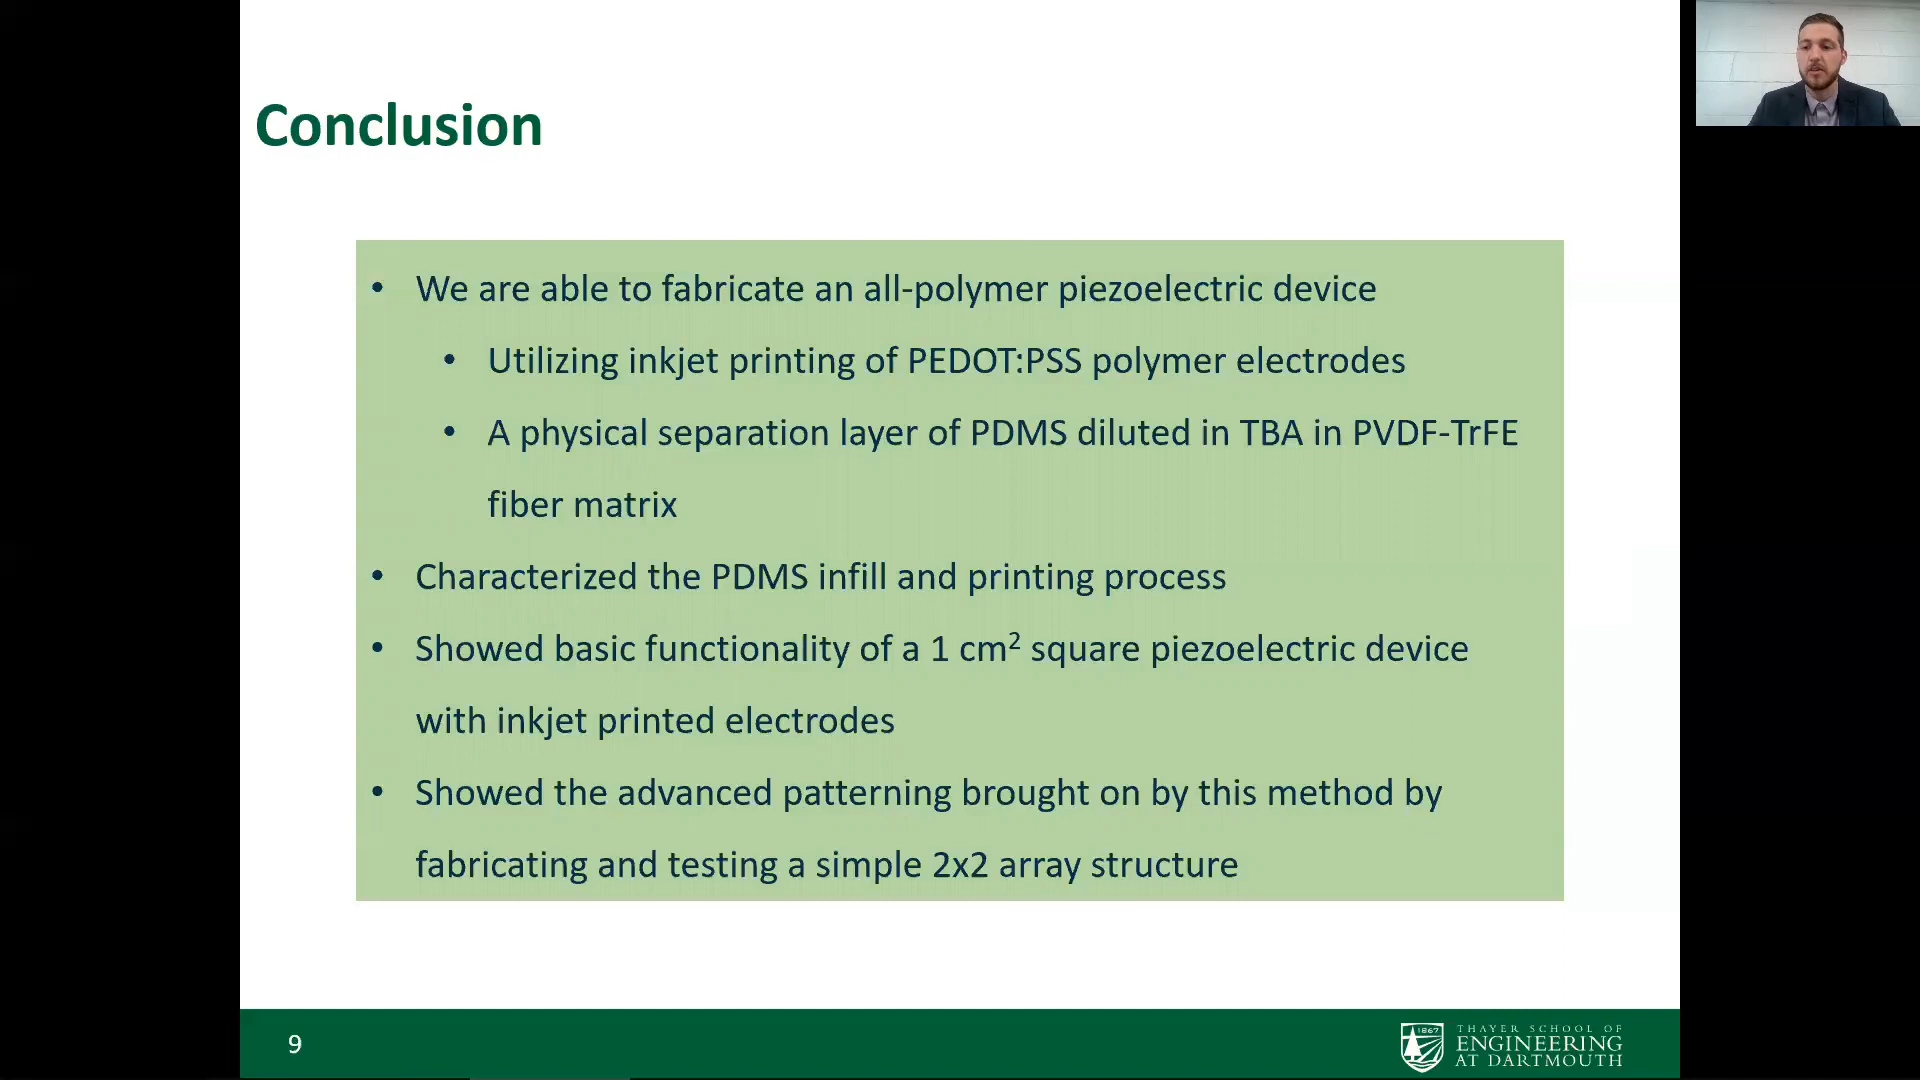 Conclusion
• We are able to fabricate an all-polymer piezoelectric device
• Utilizing inkjet printing of PEDOT:PSS polymer electrodes
• A physical separation layer of PDMS diluted in TBA in PVDF-TrFE
fiber matrix
• Characterized the PDMS infill and printing process
• Showed basic functionality of a 1 cm² square piezoelectric device
with inkjet printed electrodes
• Showed the advanced patterning brought on by this method by
fabricating and testing a simple 2x2 array structure
9
1867
THAYER SCHOOL OF
ENGINEERING
AT DARTMOUTH